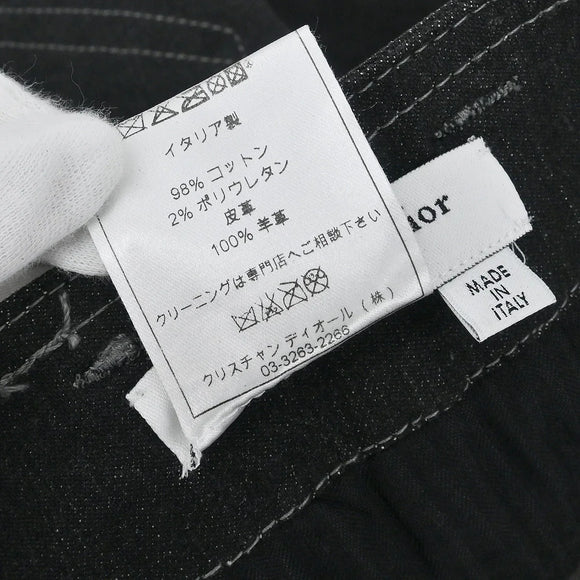 イタリア製
98% コットン
2% ポリウレタン
皮革
100% 羊革
クリーニングは専門店へご相談下さい
クリスチャン ディオール (株)
03-3263-2266
ior
MADE
IN
ITALY